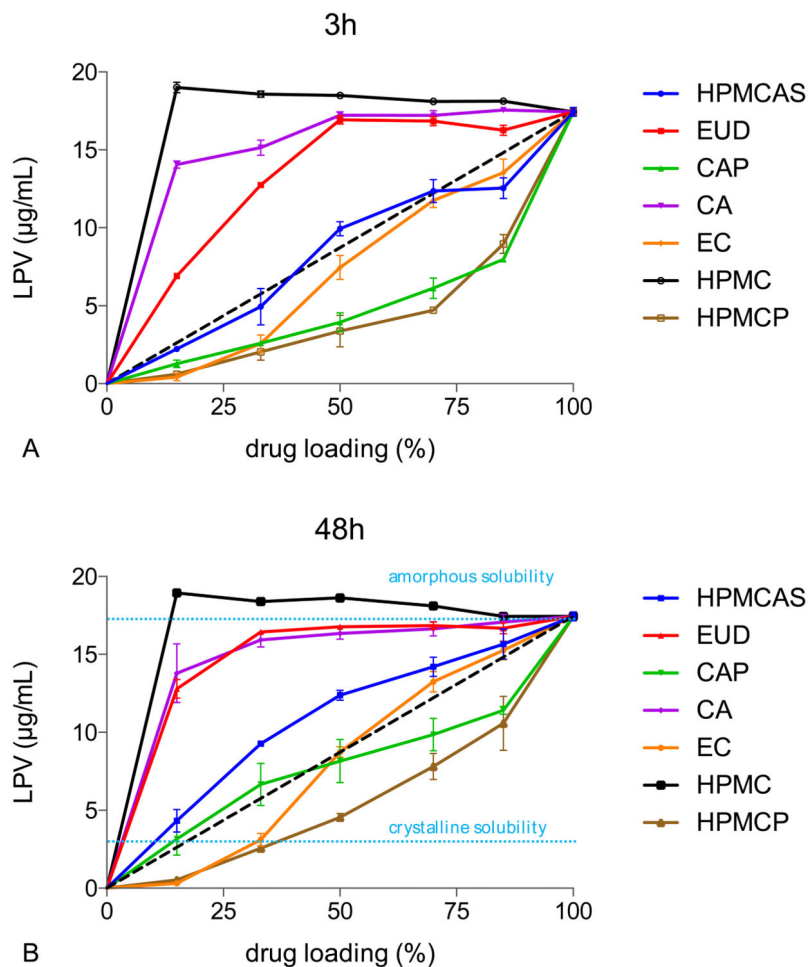 3h
20
15
10
5
0
LPV (µg/mL)
0 25 50 75 100
drug loading (%)
A
HPMCAS
EUD
CAP
CA
EC
HPMC
HPMCP
48h
20
15
10
5
0
LPV (µg/mL)
amorphous solubility
crystalline solubility
0 25 50 75 100
drug loading (%)
B
HPMCAS
EUD
CAP
CA
EC
HPMC
HPMCP